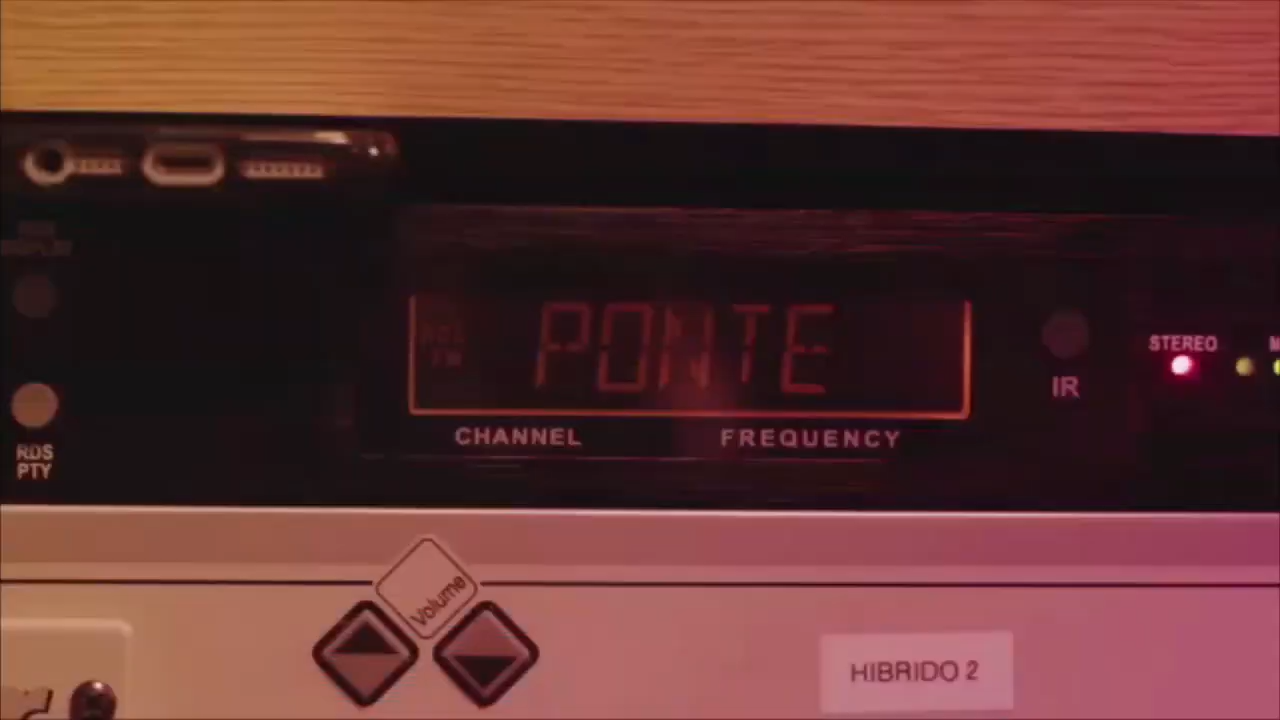 PONTE
CHANNEL
FREQUENCY
IR
STEREO
RDS
PTY
Volume
HIBRIDO 2